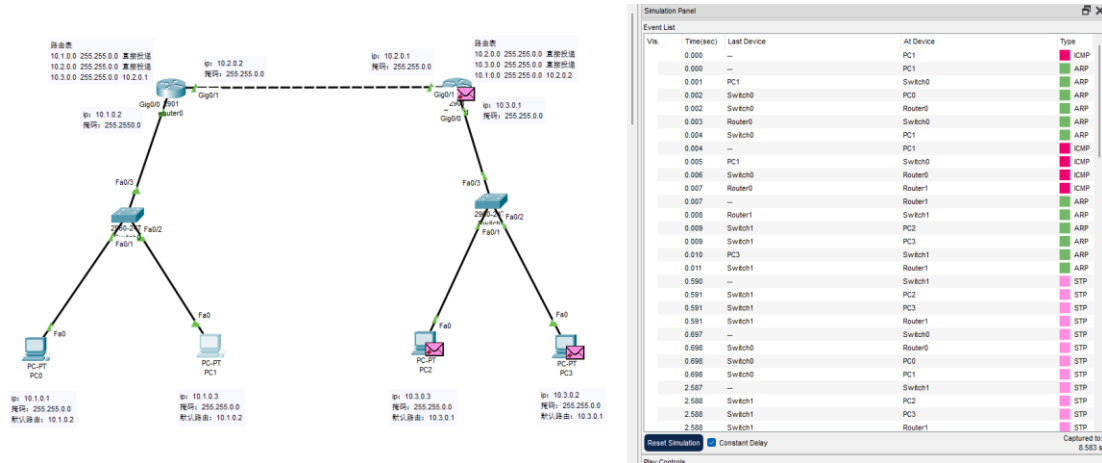 路由表
10.1.0.0 255.255.0.0 直接投递
10.2.0.0 255.255.0.0 直接投递
10.3.0.0 255.255.0.0 10.2.0.1
ip: 10.2.0.2
掩码: 255.255.0.0
ip: 10.2.0.1
掩码: 255.255.0.0
路由表
10.2.0.0 255.255.0.0 直接投递
10.3.0.0 255.255.0.0 直接投递
10.1.0.0 255.255.0.0 10.2.0.2
Gig0/0
2901
Router0
Gig0/1
Gig0/1
Gig0/0
ip: 10.1.0.2
掩码: 255.2550.0
ip: 10.3.0.1
掩码: 255.255.0.0
Fa0/3
Fa0/2
Fa0/1
Fa0/3
Fa0/2
Fa0/1
Fa0
PC-PT
PC0
Fa0
PC-PT
PC1
Fa0
PC-PT
PC2
Fa0
PC-PT
PC3
ip: 10.1.0.1
掩码: 255.255.0.0
默认路由: 10.1.0.2
ip: 10.1.0.3
掩码: 255.255.0.0
默认路由: 10.1.0.2
ip: 10.3.0.3
掩码: 255.255.0.0
默认路由: 10.3.0.1
ip: 10.3.0.2
掩码: 255.255.0.0
默认路由: 10.3.0.1
Simulation Panel
Event List
Vis. Time(sec) Last Device At Device Type
0.000 -- PC1 ICMP
0.000 -- PC1 ARP
0.001 PC1 Switch0 ARP
0.002 Switch0 PC0 ARP
0.002 Switch0 Router0 ARP
0.003 Router0 Switch0 ARP
0.004 Switch0 PC1 ARP
0.004 -- PC1 ICMP
0.005 PC1 Switch0 ICMP
0.006 Switch0 Router0 ICMP
0.007 Router0 Router1 ICMP
0.007 -- Router1 ARP
0.008 Router1 Switch1 ARP
0.009 Switch1 PC2 ARP
0.009 Switch1 PC3 ARP
0.010 PC3 Switch1 ARP
0.011 Switch1 Router1 ARP
0.590 -- Switch1 STP
0.591 Switch1 PC2 STP
0.591 Switch1 PC3 STP
0.591 Switch1 Router1 STP
0.697 -- Switch0 STP
0.698 Switch0 Router0 STP
0.698 Switch0 PC0 STP
0.698 Switch0 PC1 STP
2.587 -- Switch1 STP
2.588 Switch1 PC2 STP
2.588 Switch1 PC3 STP
2.588 Switch1 Router1 STP
Reset Simulation Constant Delay
Captured to:
8.583 s
Play Controls